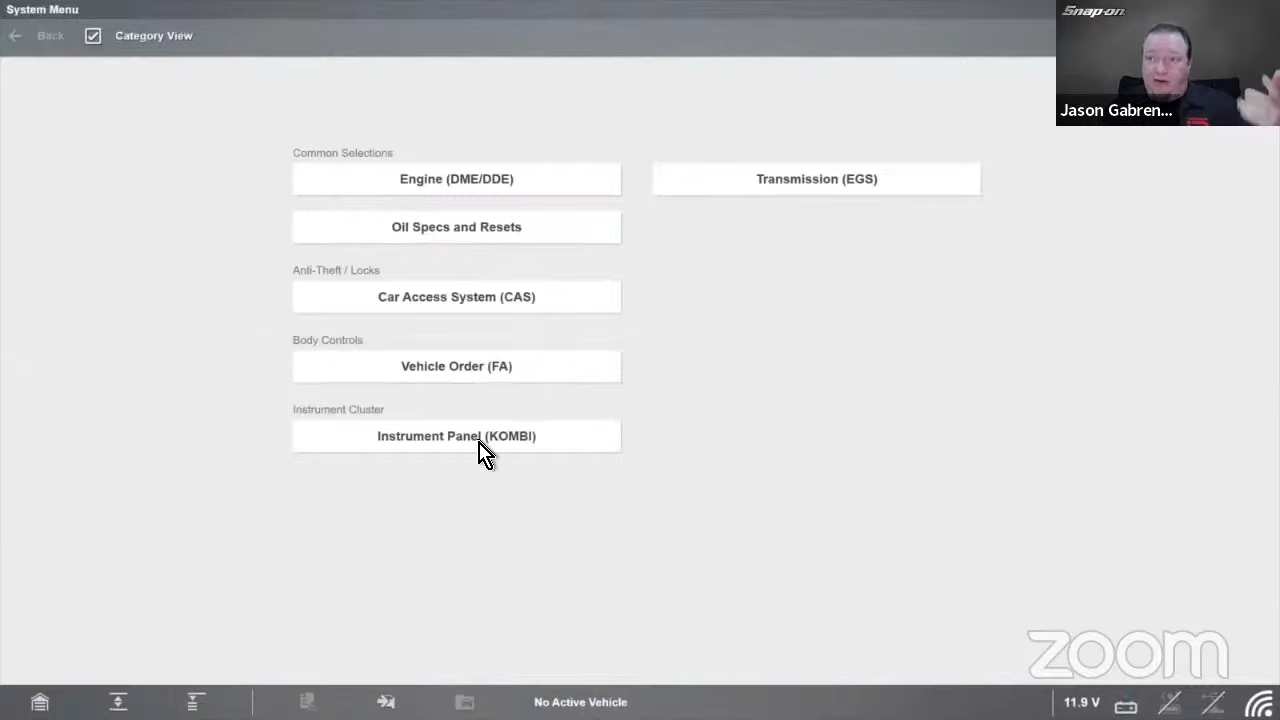 System Menu
Back
Category View
Snap-on
Jason Gabren...
Common Selections
Engine (DME/DDE)
Transmission (EGS)
Oil Specs and Resets
Anti-Theft / Locks
Car Access System (CAS)
Body Controls
Vehicle Order (FA)
Instrument Cluster
Instrument Panel (KOMBI)
zoom
No Active Vehicle
11.9 V